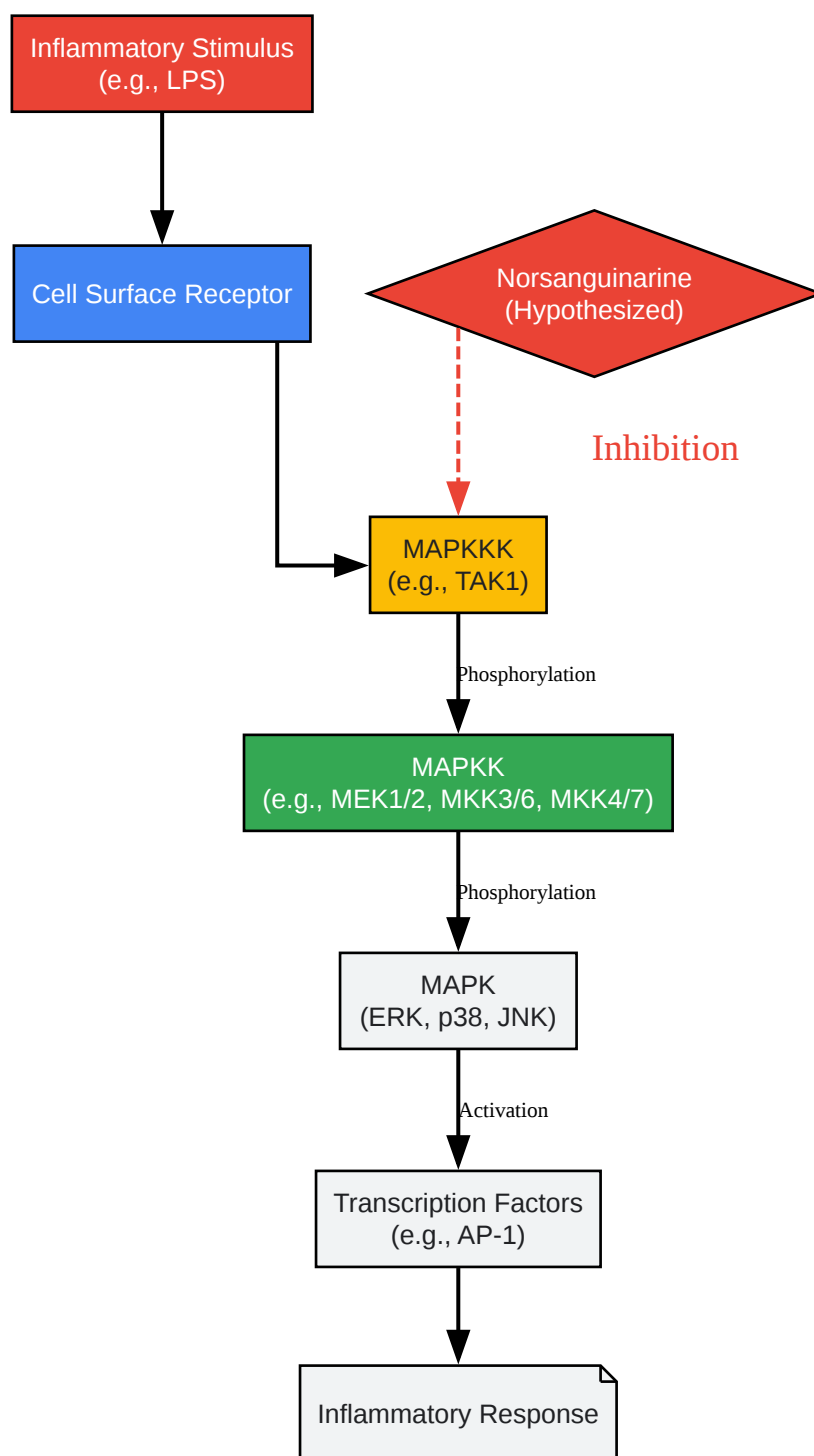 Inflammatory Stimulus
(e.g., LPS)
Cell Surface Receptor
Norsanguinarine
(Hypothesized)
Inhibition
MAPKKK
(e.g., TAK1)
Phosphorylation
MAPKK
(e.g., MEK1/2, MKK3/6, MKK4/7)
Phosphorylation
MAPK
(ERK, p38, JNK)
Activation
Transcription Factors
(e.g., AP-1)
Inflammatory Response